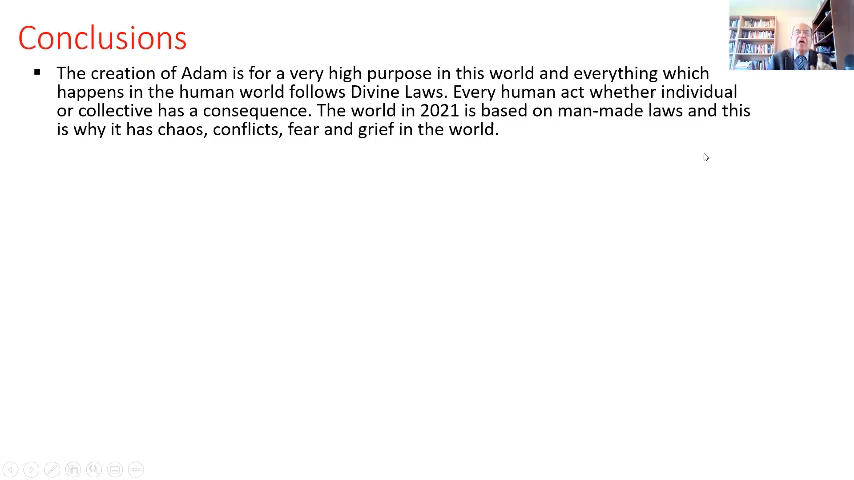 Conclusions
▪ The creation of Adam is for a very high purpose in this world and everything which
happens in the human world follows Divine Laws. Every human act whether individual
or collective has a consequence. The world in 2021 is based on man-made laws and this
is why it has chaos, conflicts, fear and grief in the world.